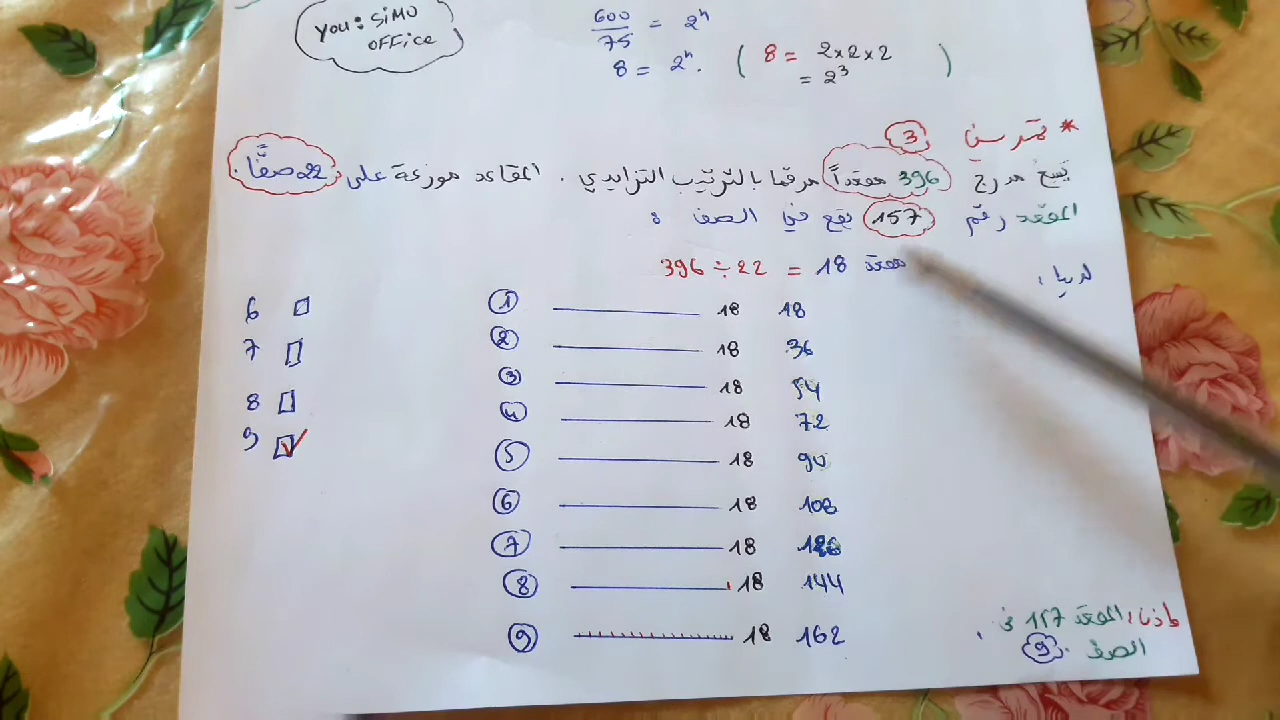 you: SIMO
OFFICE
600/75 = 2ⁿ
8 = 2ⁿ. ( 8 = 2×2×2
= 2³ )
* تمرين 3
يتسع مدرج 396 مقعداً مرقما بالترتيب التزايدي. المقاعد موزعة على 22 صفًّا.
المقعد رقم 157 يقع في الصف :
لدينا :
396 ÷ 22 = 18 مقعد
6 □ 1 18 18
7 □ 2 18 36
3 18 54
8 □ 4 18 72
9 ☑ 5 18 90
6 18 108
7 18 126
8 18 144
9 18 162
إذن، المقعد 157 في
الصف 9.